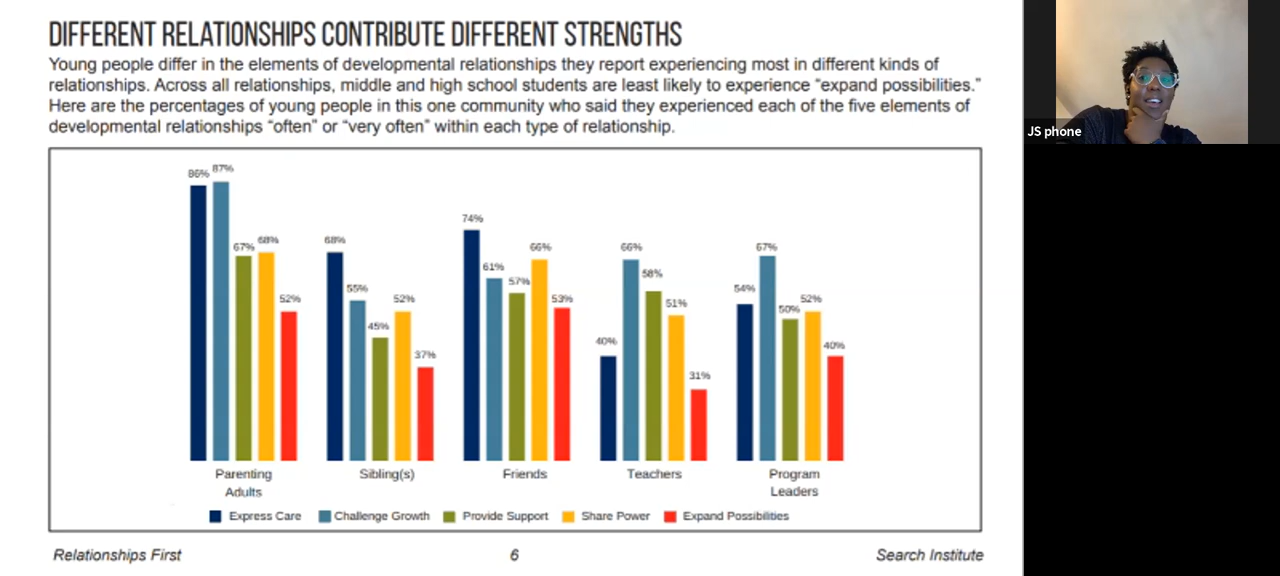 DIFFERENT RELATIONSHIPS CONTRIBUTE DIFFERENT STRENGTHS
Young people differ in the elements of developmental relationships they report experiencing most in different kinds of
relationships. Across all relationships, middle and high school students are least likely to experience “expand possibilities.”
Here are the percentages of young people in this one community who said they experienced each of the five elements of
developmental relationships “often” or “very often” within each type of relationship.
86% 87% 67% 68% 52%
68% 55% 45% 52% 37%
74% 61% 57% 66% 53%
40% 66% 58% 51% 31%
54% 67% 50% 52% 40%
Parenting Adults
Sibling(s)
Friends
Teachers
Program Leaders
Express Care
Challenge Growth
Provide Support
Share Power
Expand Possibilities
Relationships First
6
Search Institute
JS phone